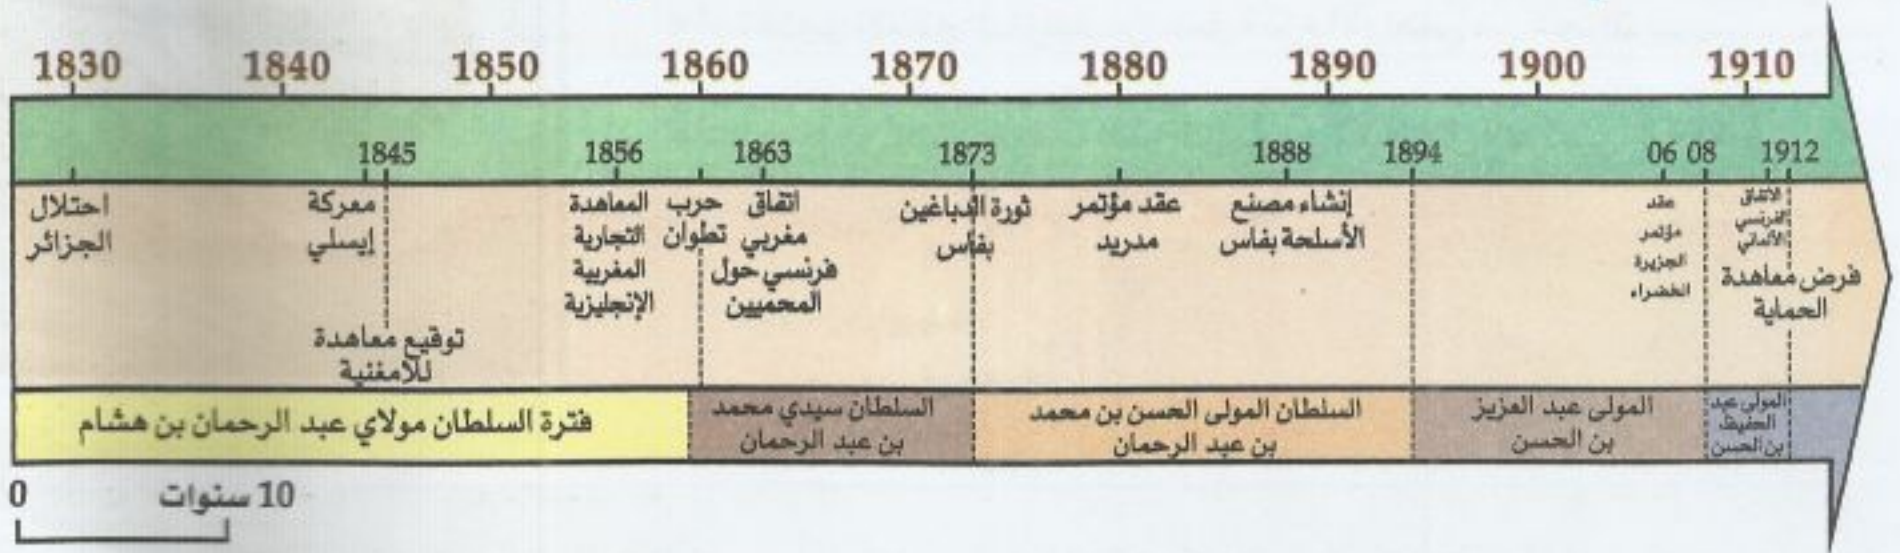 1830 1840 1850 1860 1870 1880 1890 1900 1910
1845 1856 1863 1873 1888 1894 06 08 1912
احتلال
الجزائر
معركة
إيسلي
توقيع معاهدة
للامغنية
المعاهدة
التجارية
المغربية
الإنجليزية
حرب
تطوان
اتفاق
مغربي
فرنسي حول
المحميين
ثورة الدباغين
بفاس
عقد مؤتمر
مدريد
إنشاء مصنع
الأسلحة بفاس
عقد
مؤتمر
الجزيرة
الخضراء
الاتفاق
الفرنسي
الألماني
فرض معاهدة
الحماية
فترة السلطان مولاي عبد الرحمان بن هشام
السلطان سيدي محمد
بن عبد الرحمان
السلطان المولى الحسن بن محمد
بن عبد الرحمان
المولى عبد العزيز
بن الحسن
المولى عبد
الحفيظ
بن الحسن
0 10 سنوات